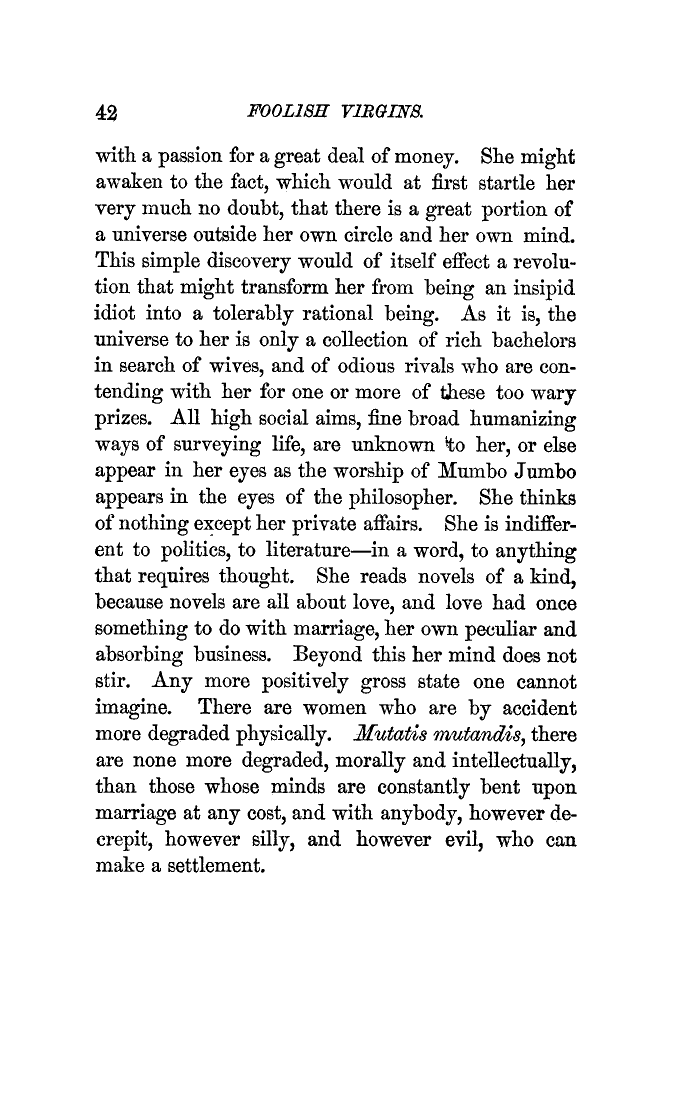 42 FOOLISH VIRGINS.
with a passion for a great deal of money. She might
awaken to the fact, which would at first startle her
very much no doubt, that there is a great portion of
a universe outside her own circle and her own mind.
This simple discovery would of itself effect a revolu-
tion that might transform her from being an insipid
idiot into a tolerably rational being. As it is, the
universe to her is only a collection of rich bachelors
in search of wives, and of odious rivals who are con-
tending with her for one or more of these too wary
prizes. All high social aims, fine broad humanizing
ways of surveying life, are unknown to her, or else
appear in her eyes as the worship of Mumbo Jumbo
appears in the eyes of the philosopher. She thinks
of nothing except her private affairs. She is indiffer-
ent to politics, to literature—in a word, to anything
that requires thought. She reads novels of a kind,
because novels are all about love, and love had once
something to do with marriage, her own peculiar and
absorbing business. Beyond this her mind does not
stir. Any more positively gross state one cannot
imagine. There are women who are by accident
more degraded physically. Mutatis mutandis, there
are none more degraded, morally and intellectually,
than those whose minds are constantly bent upon
marriage at any cost, and with anybody, however de-
crepit, however silly, and however evil, who can
make a settlement.